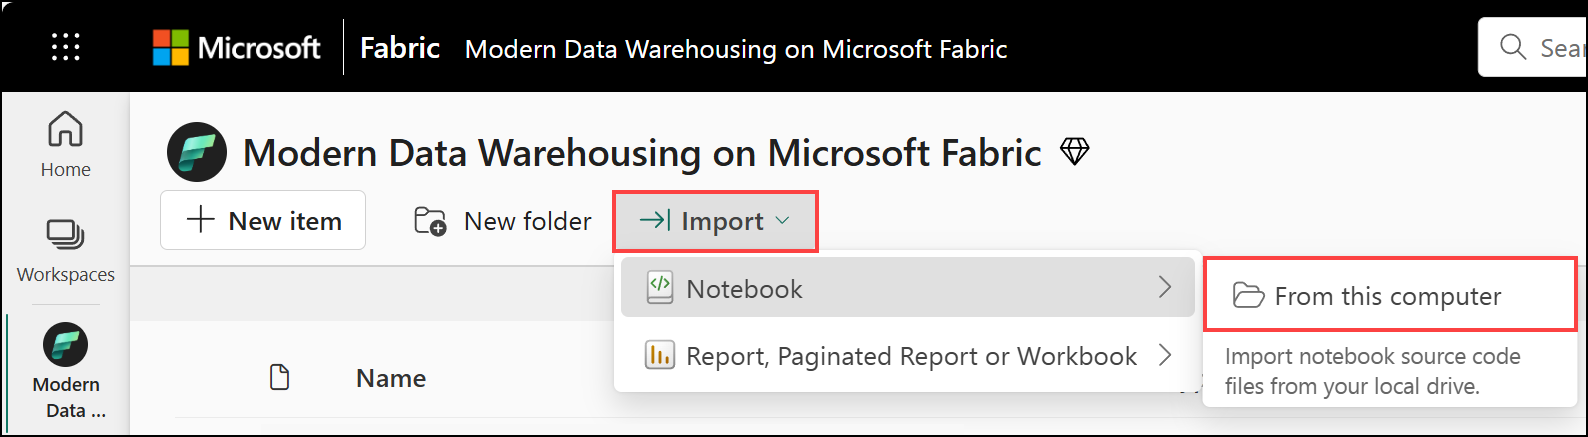 Microsoft Fabric Modern Data Warehousing on Microsoft Fabric
Home
Workspaces
Modern
Data ...
Modern Data Warehousing on Microsoft Fabric
New item New folder Import
Notebook
Report, Paginated Report or Workbook
From this computer
Import notebook source code
files from your local drive.
Name